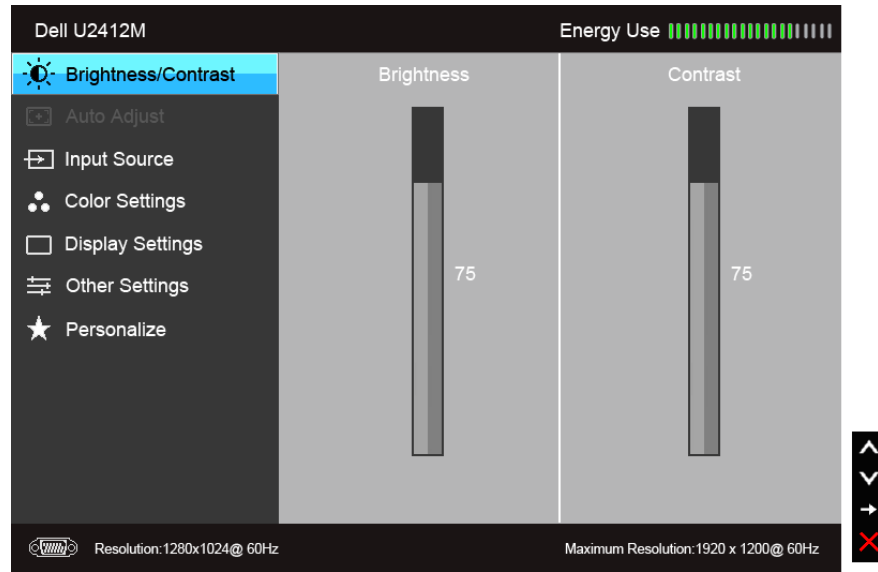 Dell U2412M
Energy Use
Brightness/Contrast
Brightness
Contrast
Auto Adjust
Input Source
Color Settings
Display Settings
75
75
Other Settings
Personalize
Resolution:1280x1024@ 60Hz
Maximum Resolution:1920 x 1200@ 60Hz